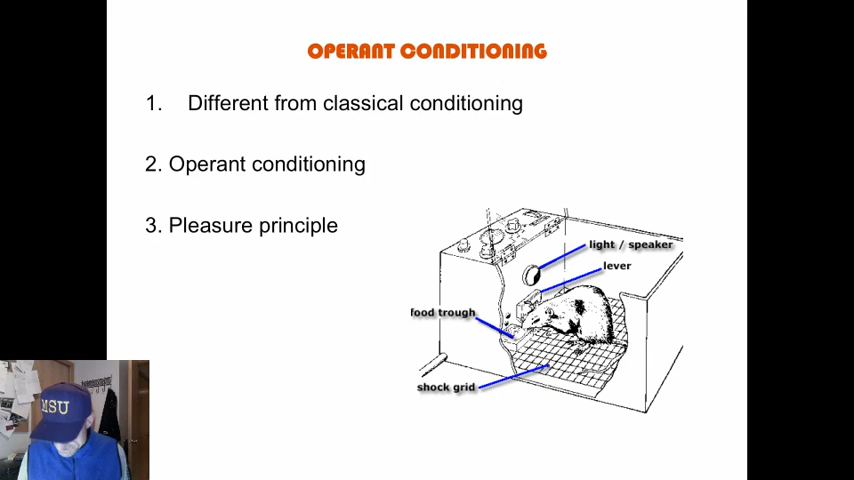 OPERANT CONDITIONING
1. Different from classical conditioning
2. Operant conditioning
3. Pleasure principle
light / speaker
lever
food trough
shock grid
MSU